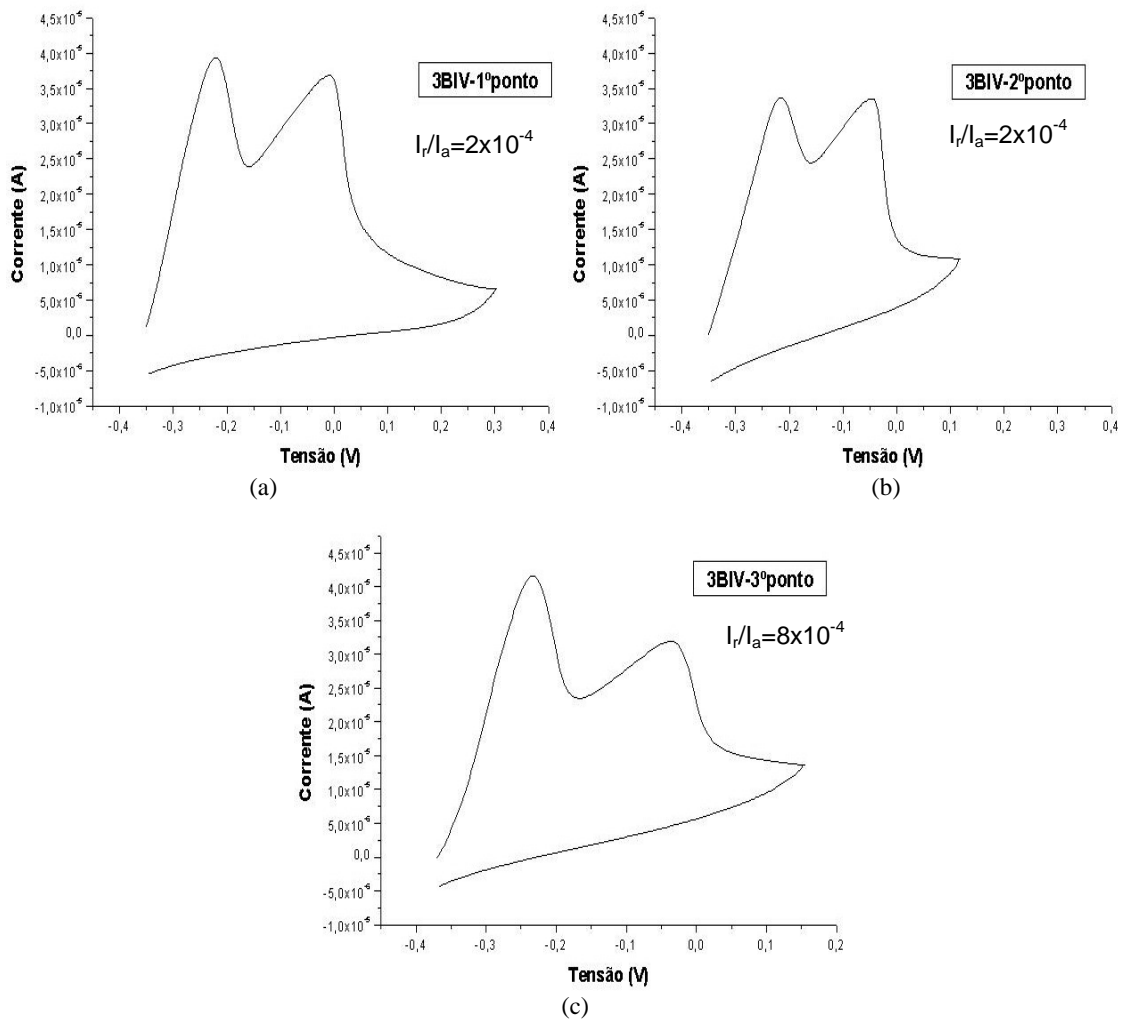 4,5x10⁻⁵
4,0x10⁻⁵
3,5x10⁻⁵
3,0x10⁻⁵
2,5x10⁻⁵
2,0x10⁻⁵
1,5x10⁻⁵
1,0x10⁻⁵
5,0x10⁻⁶
0,0
-5,0x10⁻⁶
-1,0x10⁻⁵
Corrente (A)
3BIV-1ºponto
Iᵣ/Iₐ=2x10⁻⁴
-0,4 -0,3 -0,2 -0,1 0,0 0,1 0,2 0,3 0,4
Tensão (V)
(a)
4,5x10⁻⁵
4,0x10⁻⁵
3,5x10⁻⁵
3,0x10⁻⁵
2,5x10⁻⁵
2,0x10⁻⁵
1,5x10⁻⁵
1,0x10⁻⁵
5,0x10⁻⁶
0,0
-5,0x10⁻⁶
-1,0x10⁻⁵
Corrente (A)
3BIV-2ºponto
Iᵣ/Iₐ=2x10⁻⁴
-0,4 -0,3 -0,2 -0,1 0,0 0,1 0,2 0,3 0,4
Tensão (V)
(b)
4,5x10⁻⁵
4,0x10⁻⁵
3,5x10⁻⁵
3,0x10⁻⁵
2,5x10⁻⁵
2,0x10⁻⁵
1,5x10⁻⁵
1,0x10⁻⁵
5,0x10⁻⁶
0,0
-5,0x10⁻⁶
-1,0x10⁻⁵
Corrente (A)
3BIV-3ºponto
Iᵣ/Iₐ=8x10⁻⁴
-0,4 -0,3 -0,2 -0,1 0,0 0,1 0,2
Tensão (V)
(c)